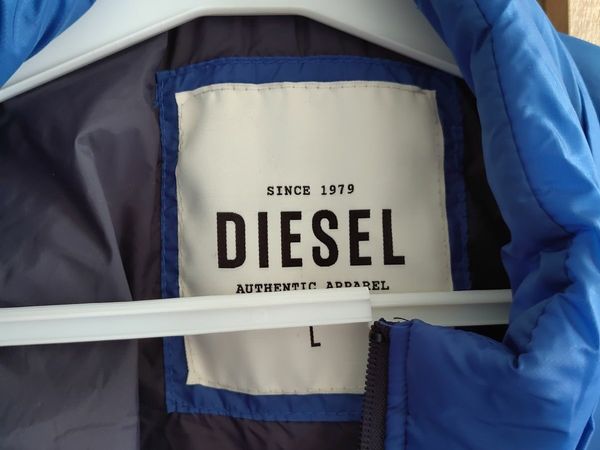 SINCE 1979
DIESEL
AUTHENTIC APPAREL
L